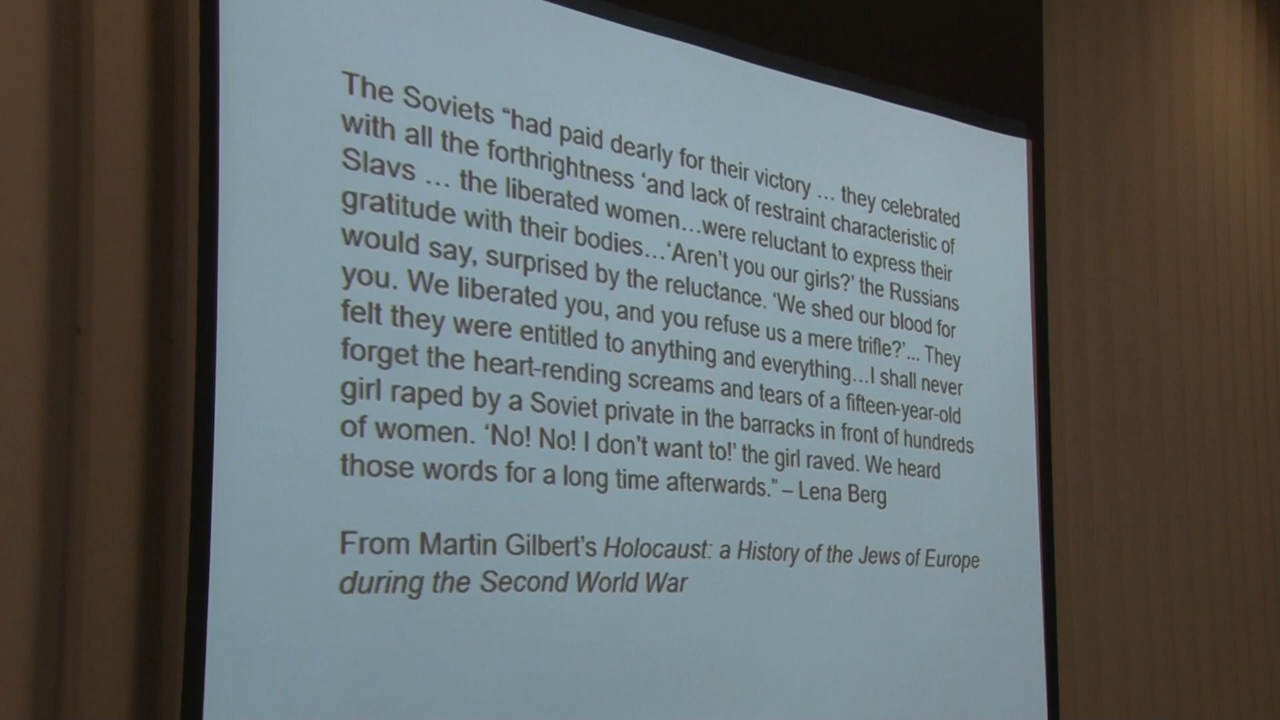 The Soviets “had paid dearly for their victory … they celebrated
with all the forthrightness ‘and lack of restraint characteristic of
Slavs … the liberated women…were reluctant to express their
gratitude with their bodies…‘Aren’t you our girls?’ the Russians
would say, surprised by the reluctance. ‘We shed our blood for
you. We liberated you, and you refuse us a mere trifle?’... They
felt they were entitled to anything and everything…I shall never
forget the heart-rending screams and tears of a fifteen-year-old
girl raped by a Soviet private in the barracks in front of hundreds
of women. ‘No! No! I don’t want to!’ the girl raved. We heard
those words for a long time afterwards.” – Lena Berg
From Martin Gilbert’s Holocaust: a History of the Jews of Europe
during the Second World War